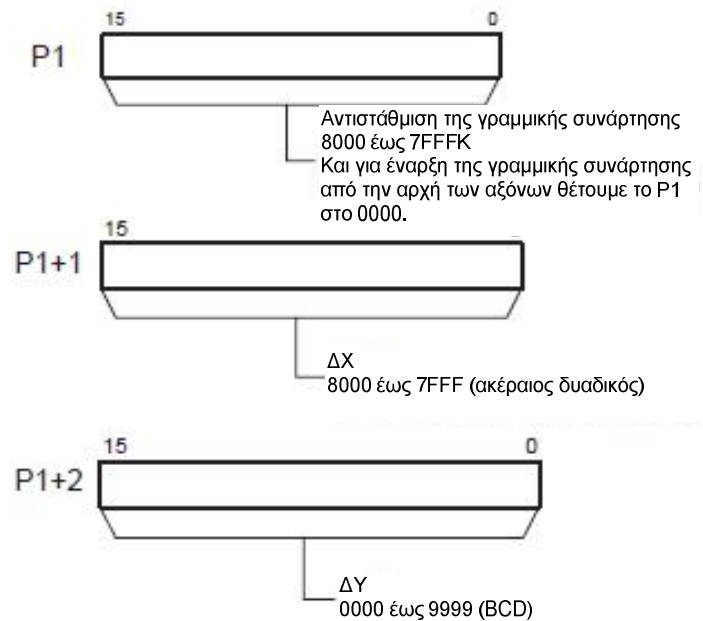 15 0
P1
Αντιστάθμιση της γραμμικής συνάρτησης
8000 έως 7FFFK
Και για έναρξη της γραμμικής συνάρτησης
από την αρχή των αξόνων θέτουμε το P1
στο 0000.
15
P1+1
ΔΧ
8000 έως 7FFF (ακέραιος δυαδικός)
15 0
P1+2
ΔΥ
0000 έως 9999 (BCD)